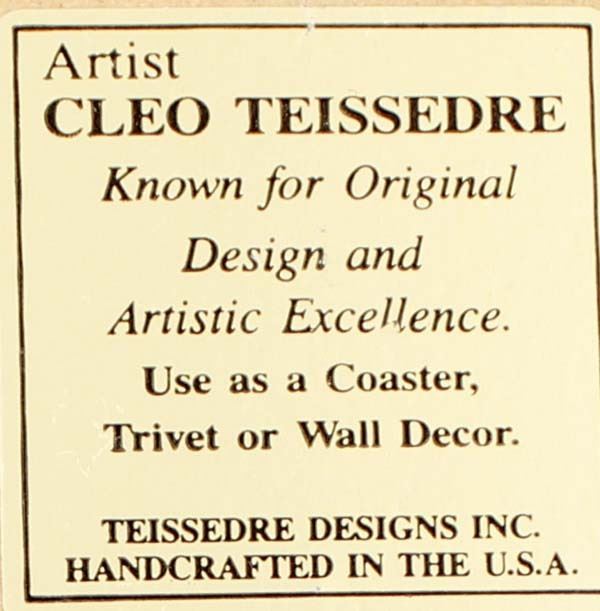 Artist
CLEO TEISSEDRE
Known for Original
Design and
Artistic Excellence.
Use as a Coaster,
Trivet or Wall Decor.
TEISSEDRE DESIGNS INC.
HANDCRAFTED IN THE U.S.A.